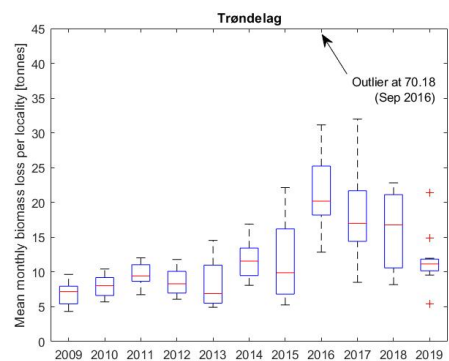 Trøndelag
Mean monthly biomass loss per locality [tonnes]
45
40
35
30
25
20
15
10
5
0
Outlier at 70.18
(Sep 2016)
2009 2010 2011 2012 2013 2014 2015 2016 2017 2018 2019